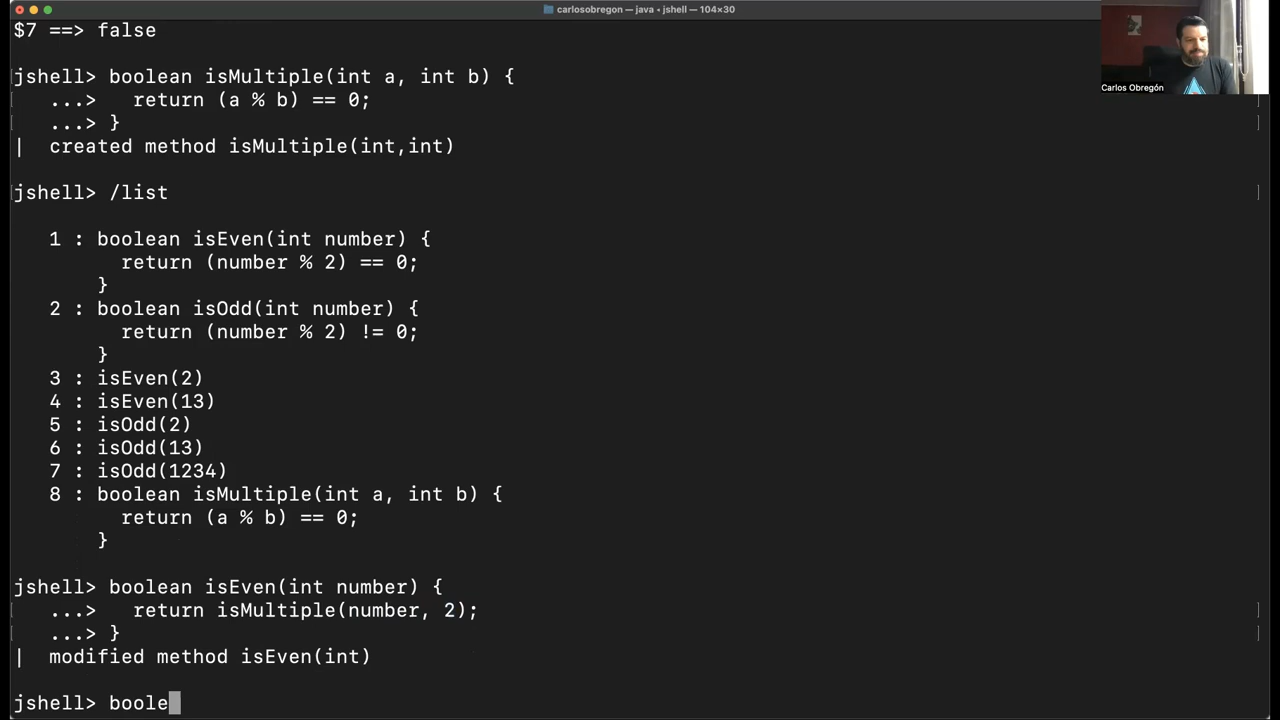 carlosobregon — java ◂ jshell — 104×30
Carlos Obregón
$7 ==> false
jshell> boolean isMultiple(int a, int b) {
...> return (a % b) == 0;
...> }
| created method isMultiple(int,int)
jshell> /list
1 : boolean isEven(int number) {
return (number % 2) == 0;
}
2 : boolean isOdd(int number) {
return (number % 2) != 0;
}
3 : isEven(2)
4 : isEven(13)
5 : isOdd(2)
6 : isOdd(13)
7 : isOdd(1234)
8 : boolean isMultiple(int a, int b) {
return (a % b) == 0;
}
jshell> boolean isEven(int number) {
...> return isMultiple(number, 2);
...> }
| modified method isEven(int)
jshell> boole